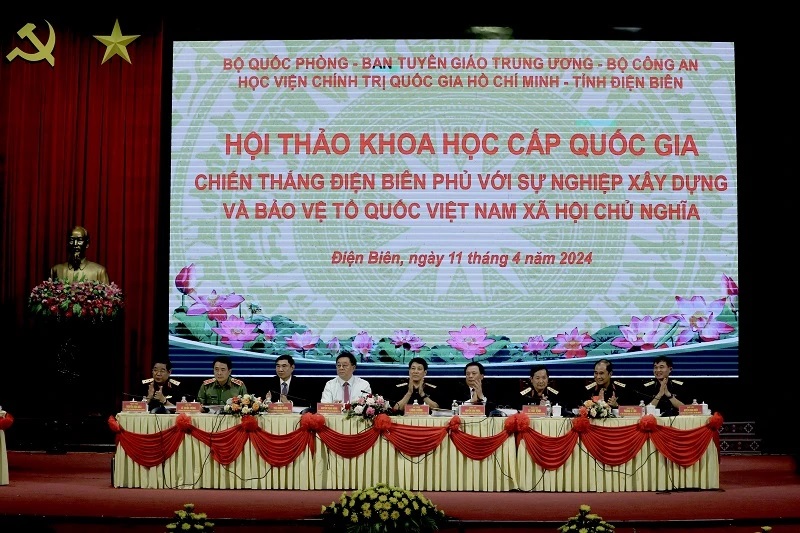 BỘ QUỐC PHÒNG - BAN TUYÊN GIÁO TRUNG ƯƠNG - BỘ CÔNG AN
HỌC VIỆN CHÍNH TRỊ QUỐC GIA HỒ CHÍ MINH - TỈNH ĐIỆN BIÊN
HỘI THẢO KHOA HỌC CẤP QUỐC GIA
CHIẾN THẮNG ĐIỆN BIÊN PHỦ VỚI SỰ NGHIỆP XÂY DỰNG
VÀ BẢO VỆ TỔ QUỐC VIỆT NAM XÃ HỘI CHỦ NGHĨA
Điện Biên, ngày 11 tháng 4 năm 2024